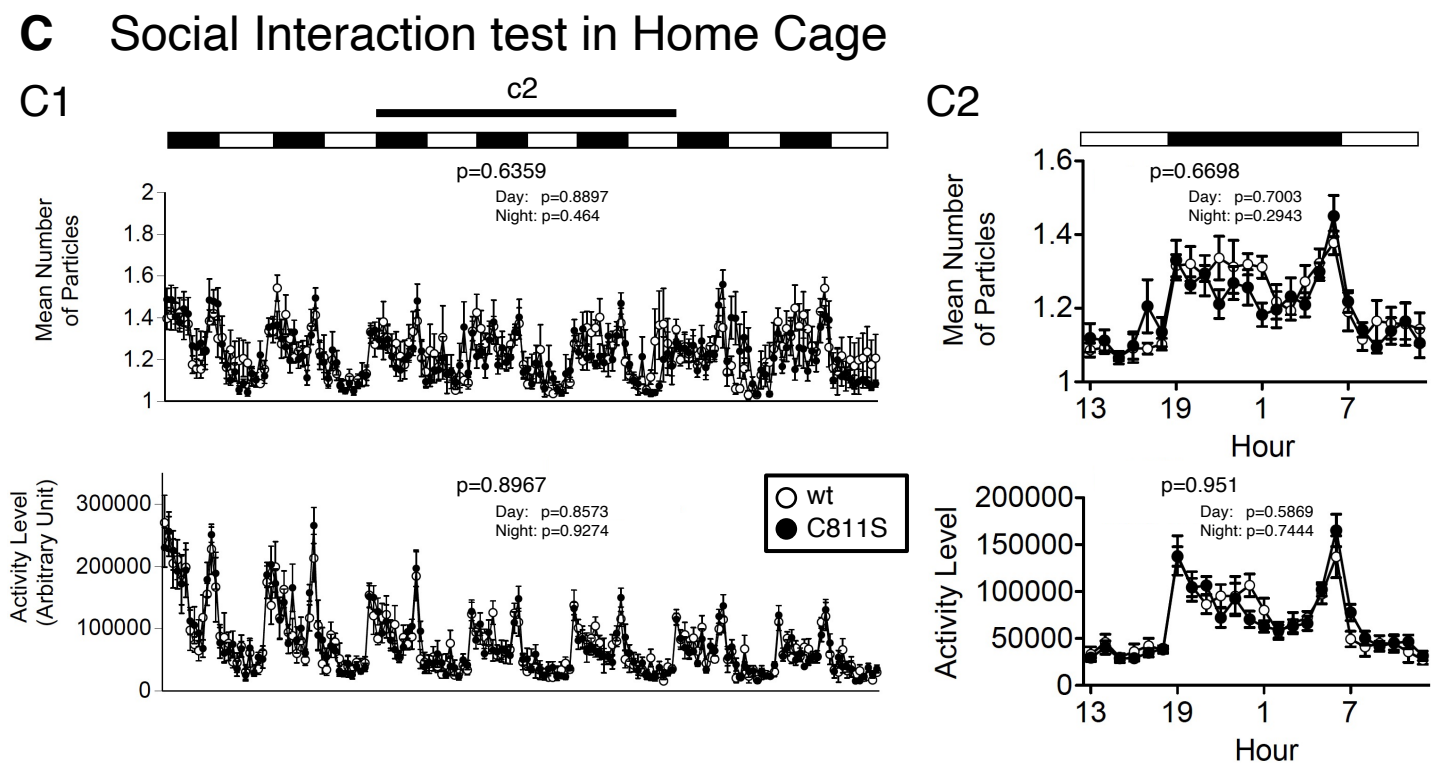 C Social Interaction test in Home Cage
C1
c2
p=0.6359
Day: p=0.8897
Night: p=0.464
Mean Number
of Particles
2
1.8
1.6
1.4
1.2
1
p=0.8967
Day: p=0.8573
Night: p=0.9274
Activity Level
(Arbitrary Unit)
300000
200000
100000
0
wt
C811S
C2
p=0.6698
Day: p=0.7003
Night: p=0.2943
Mean Number
of Particles
1.6
1.4
1.2
1
13 19 1 7
Hour
p=0.951
Day: p=0.5869
Night: p=0.7444
Activity Level
200000
150000
100000
50000
0
13 19 1 7
Hour